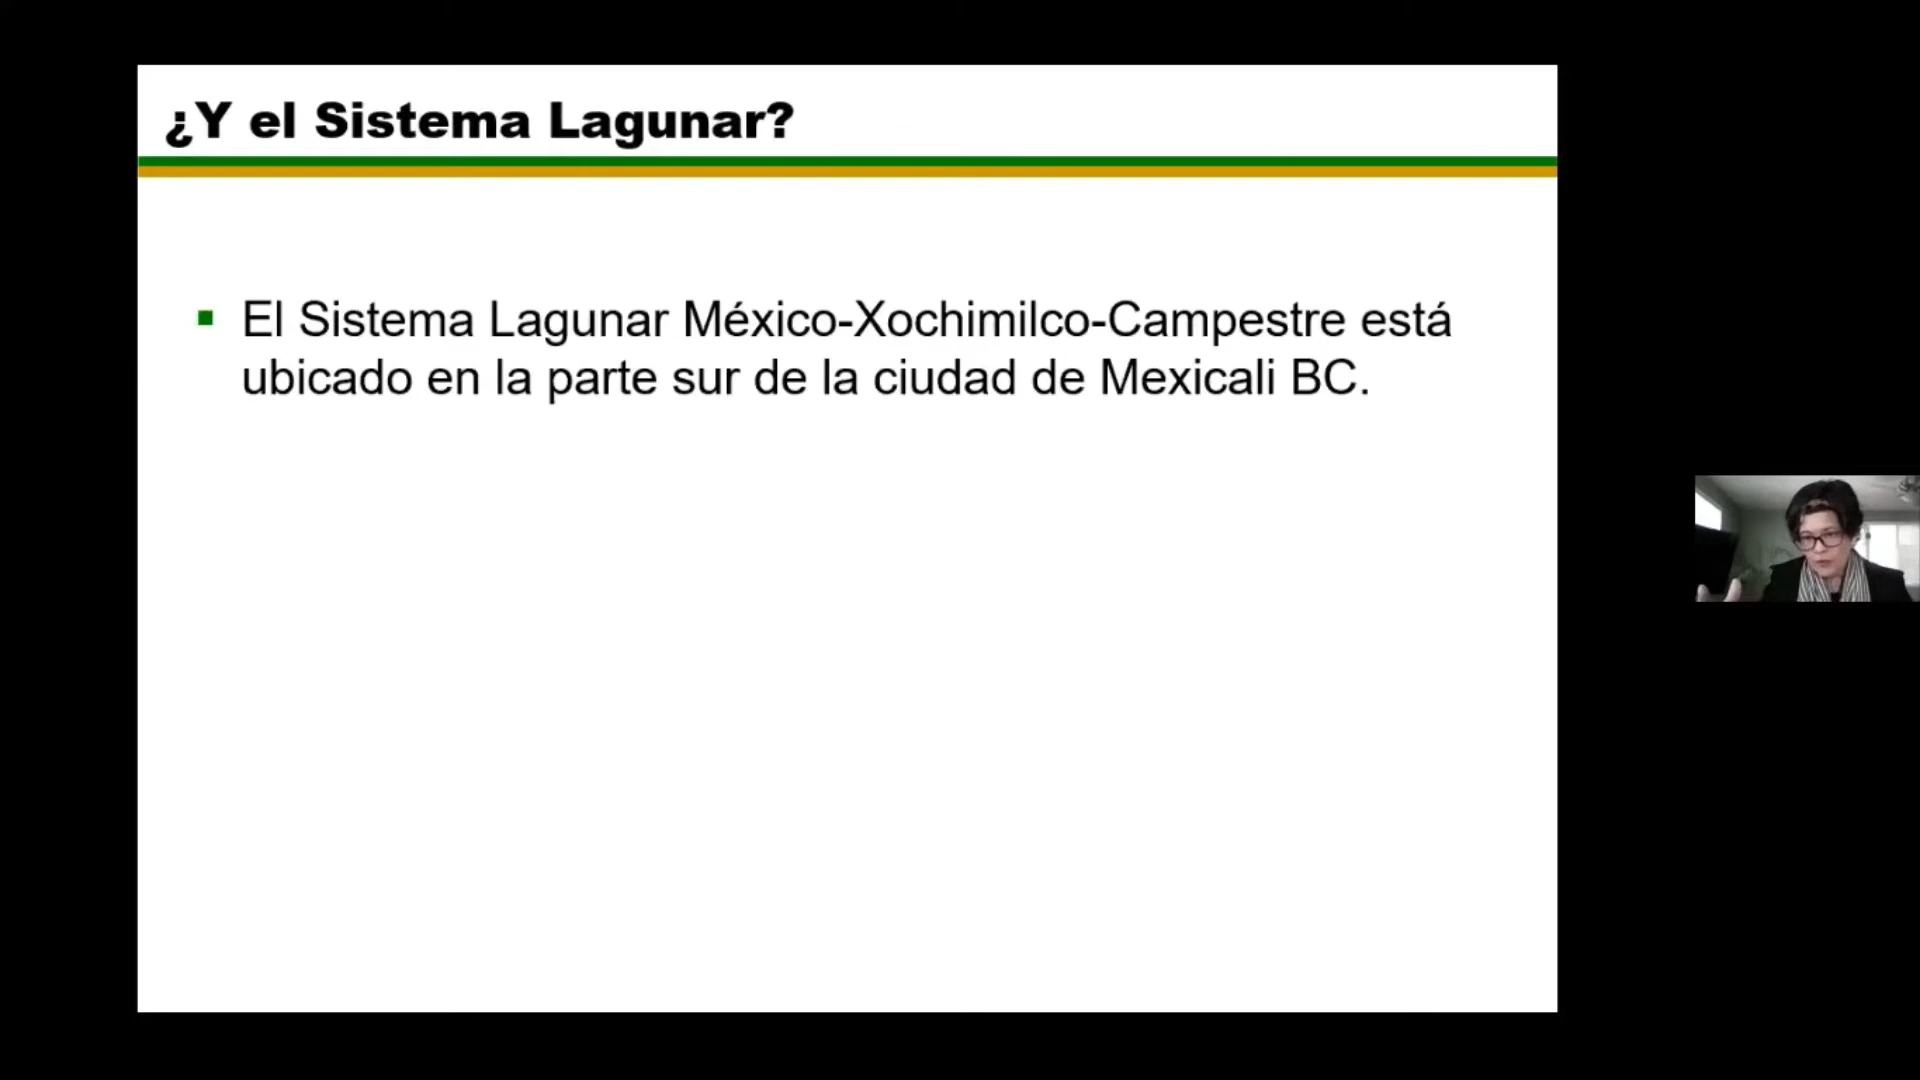 ¿Y el Sistema Lagunar?
El Sistema Lagunar México-Xochimilco-Campestre está
ubicado en la parte sur de la ciudad de Mexicali BC.